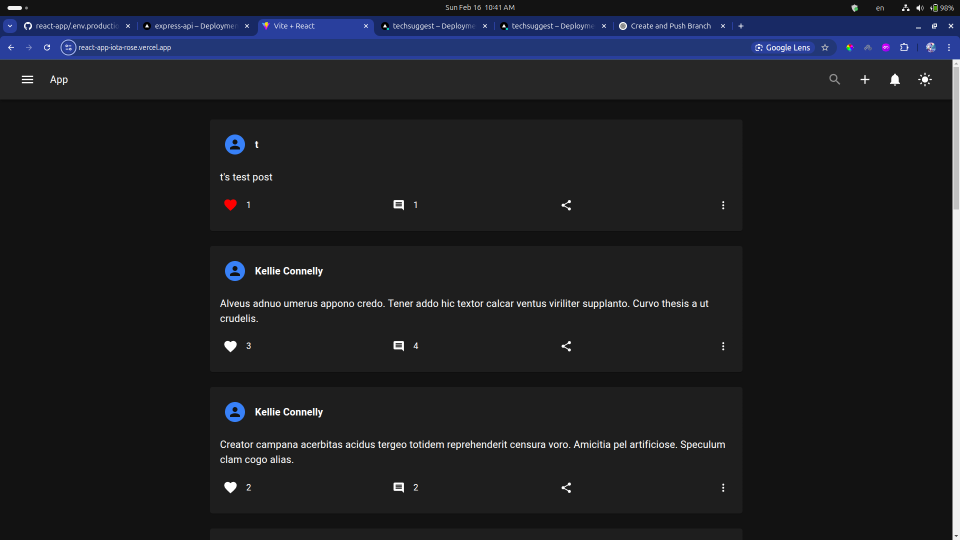 Sun Feb 16 10:41 AM
en
98%
react-app/.env.productio
express-api – Deployme
Vite + React
techsuggest – Deployme
techsuggest – Deployme
Create and Push Branch
react-app-iota-rose.vercel.app
Google Lens
App
t
t's test post
1
1
Kellie Connelly
Alveus adnuo umerus appono credo. Tener addo hic textor calcar ventus viriliter supplanto. Curvo thesis a ut
crudelis.
3
4
Kellie Connelly
Creator campana acerbitas acidus tergeo totidem reprehenderit censura voro. Amicitia pel artificiose. Speculum
clam cogo alias.
2
2